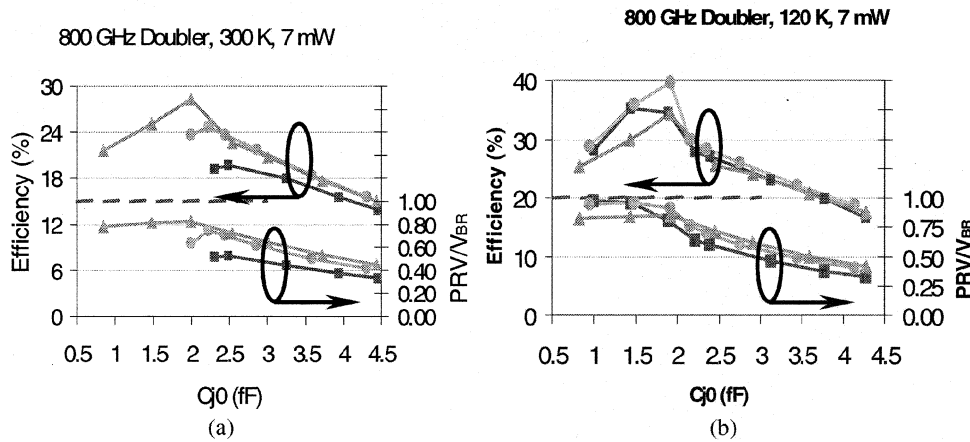 (a)
(b)
800 GHz Doubler, 300 K, 7 mW
800 GHz Doubler, 120 K, 7 mW
Efficiency (%)
30
24
18
12
6
0
1.00
0.80
0.60
0.40
0.20
0.00
PRV/VBR
0.5 1 1.5 2 2.5 3 3.5 4 4.5
Cj0 (fF)
(a)
Efficiency (%)
40
30
20
10
0
1.00
0.75
0.50
0.25
0.00
PRV/VBR
0.5 1 1.5 2 2.5 3 3.5 4 4.5
Cj0 (fF)
(b)